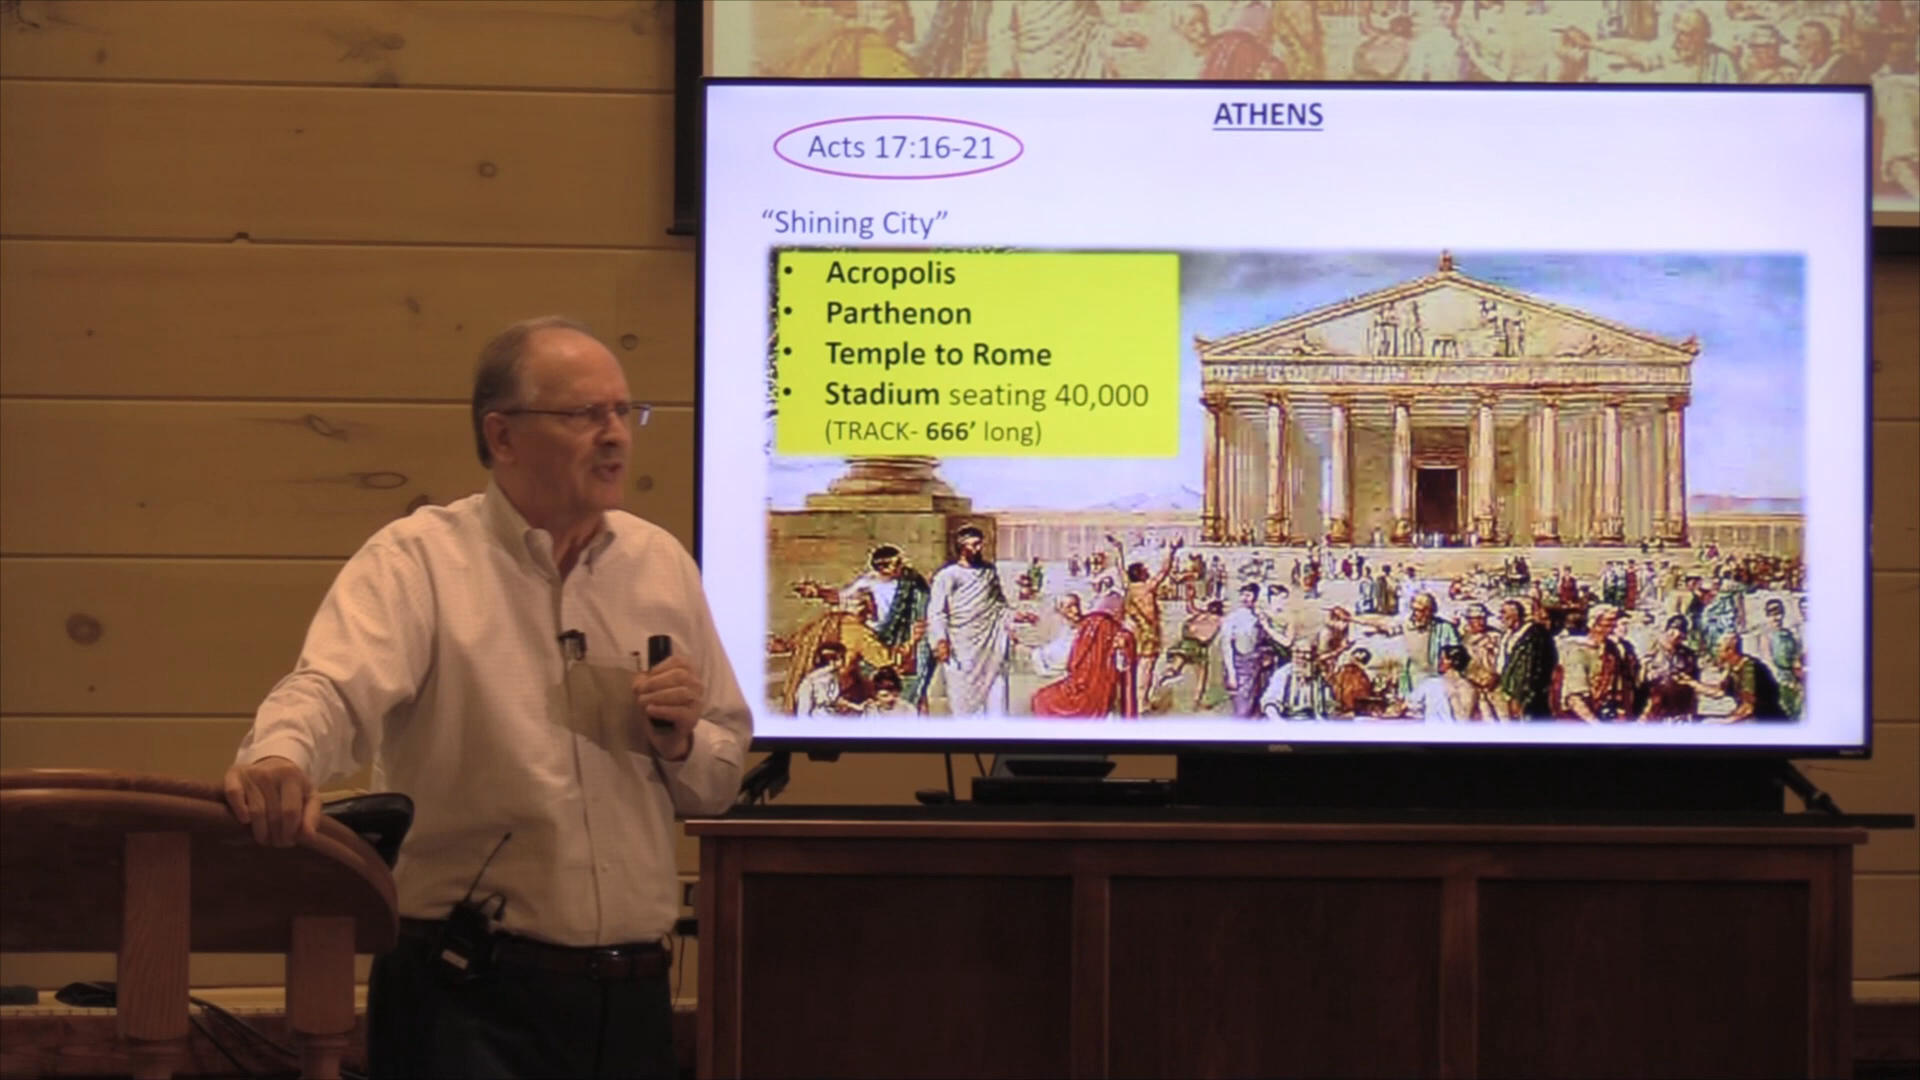 ATHENS
Acts 17:16-21
“Shining City”
• Acropolis
• Parthenon
• Temple to Rome
• Stadium seating 40,000
(TRACK- 666’ long)